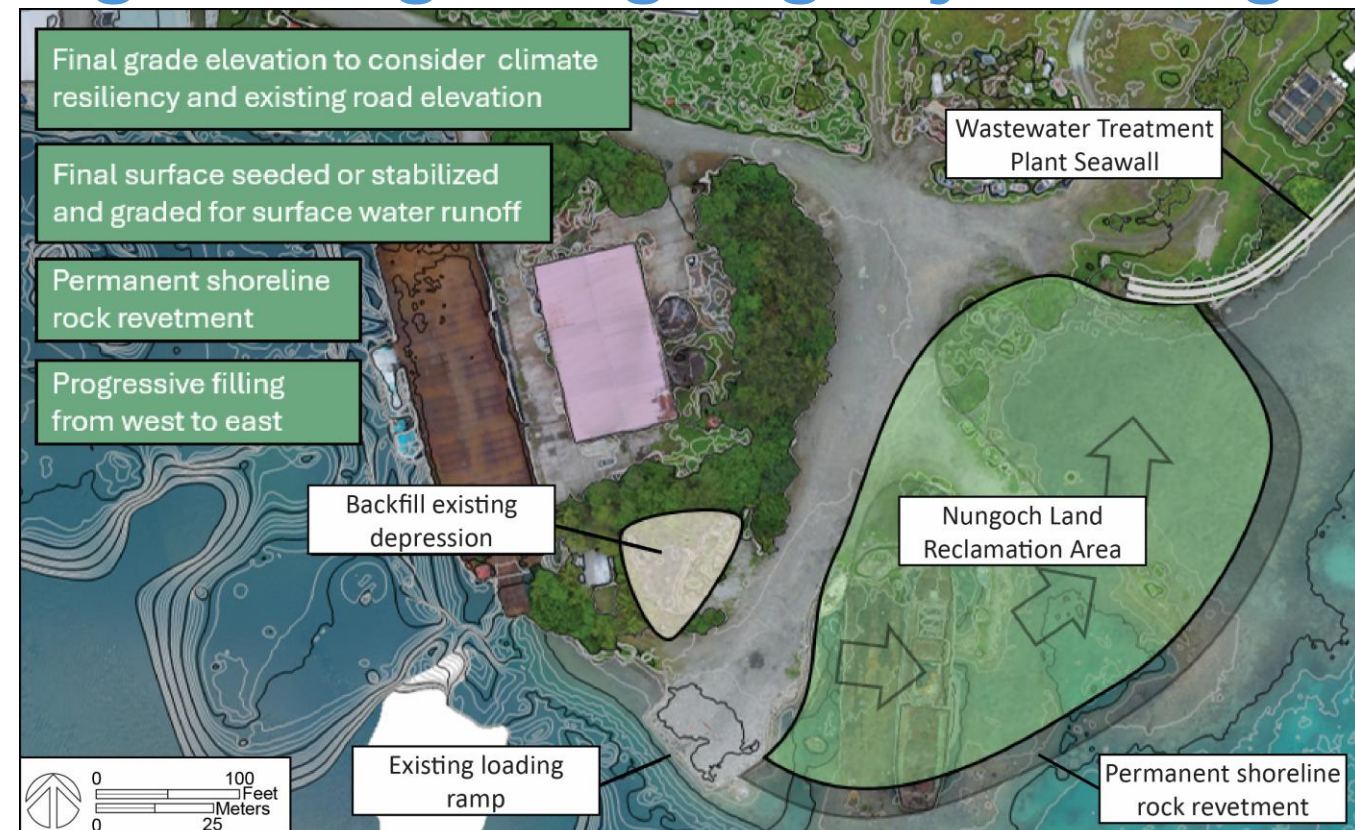 Final grade elevation to consider climate
resiliency and existing road elevation
Final surface seeded or stabilized
and graded for surface water runoff
Permanent shoreline
rock revetment
Progressive filling
from west to east
Wastewater Treatment
Plant Seawall
Backfill existing
depression
Nungoch Land
Reclamation Area
Existing loading
ramp
Permanent shoreline
rock revetment
0 100
Feet
Meters
0 25